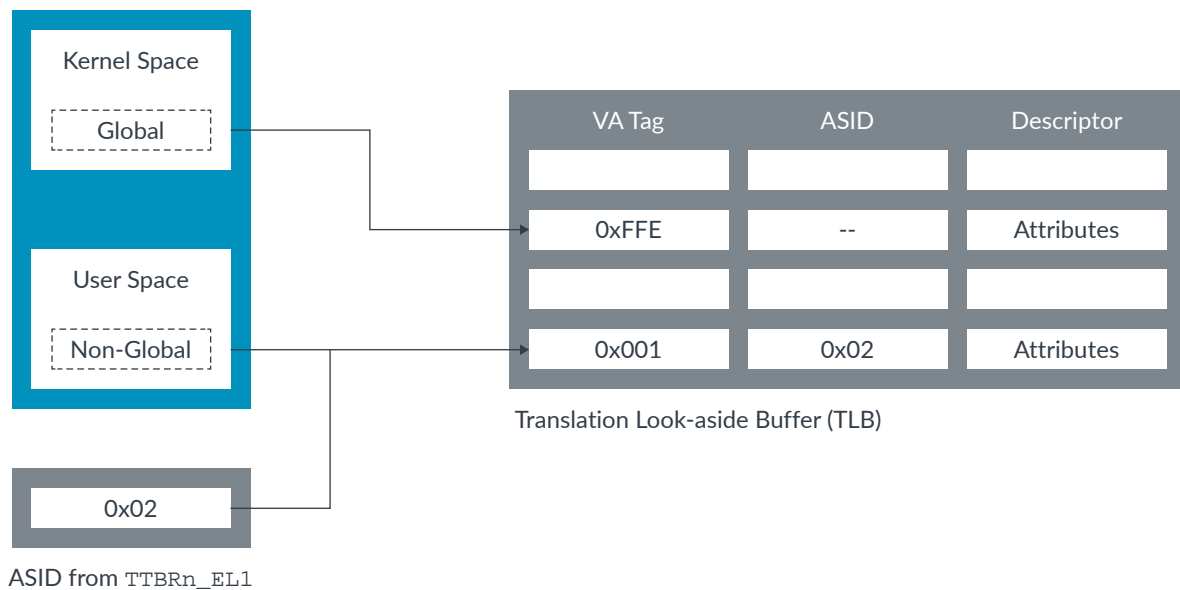 Kernel Space
Global
User Space
Non-Global
0x02
ASID from TTBRn_EL1
VA Tag ASID Descriptor
0xFFE -- Attributes
0x001 0x02 Attributes
Translation Look-aside Buffer (TLB)